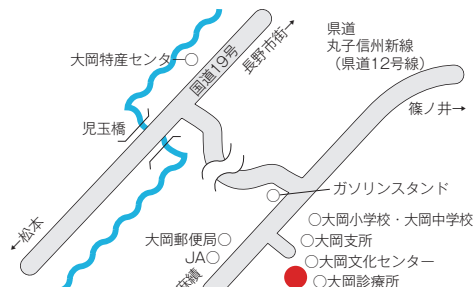 県道
丸子信州新線
（県道12号線）
長野市街→
国道19号
大岡特産センター
児玉橋
篠ノ井→
ガソリンスタンド
←松本
大岡小学校・大岡中学校
大岡郵便局
大岡支所
JA
大岡文化センター
大岡診療所